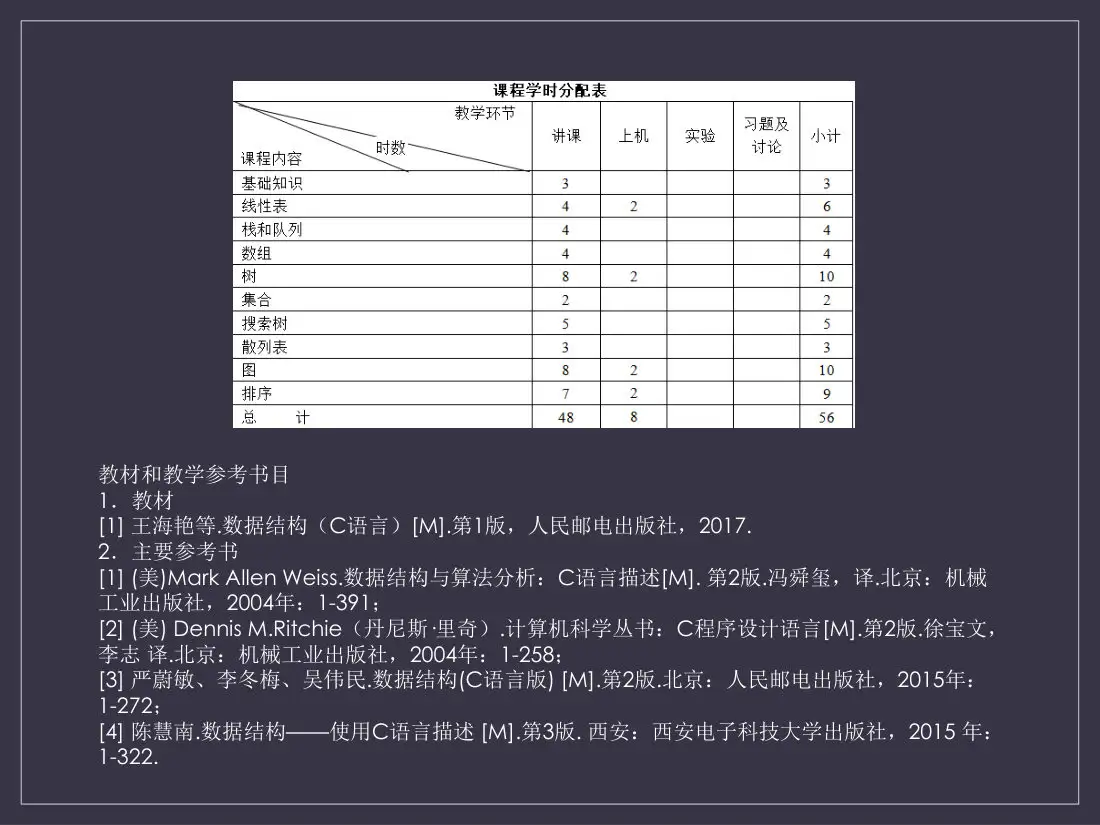 课程学时分配表
教学环节
时数
课程内容
讲课 上机 实验 习题及讨论 小计
基础知识 3 3
线性表 4 2 6
栈和队列 4 4
数组 4 4
树 8 2 10
集合 2 2
搜索树 5 5
散列表 3 3
图 8 2 10
排序 7 2 9
总 计 48 8 56
教材和教学参考书目
1．教材
[1] 王海艳等.数据结构（C语言）[M].第1版，人民邮电出版社，2017.
2．主要参考书
[1] (美)Mark Allen Weiss.数据结构与算法分析：C语言描述[M]. 第2版.冯舜玺，译.北京：机械
工业出版社，2004年：1-391；
[2] (美) Dennis M.Ritchie（丹尼斯·里奇）.计算机科学丛书：C程序设计语言[M].第2版.徐宝文，
李志 译.北京：机械工业出版社，2004年：1-258；
[3] 严蔚敏、李冬梅、吴伟民.数据结构(C语言版) [M].第2版.北京：人民邮电出版社，2015年：
1-272；
[4] 陈慧南.数据结构——使用C语言描述 [M].第3版. 西安：西安电子科技大学出版社，2015 年：
1-322.